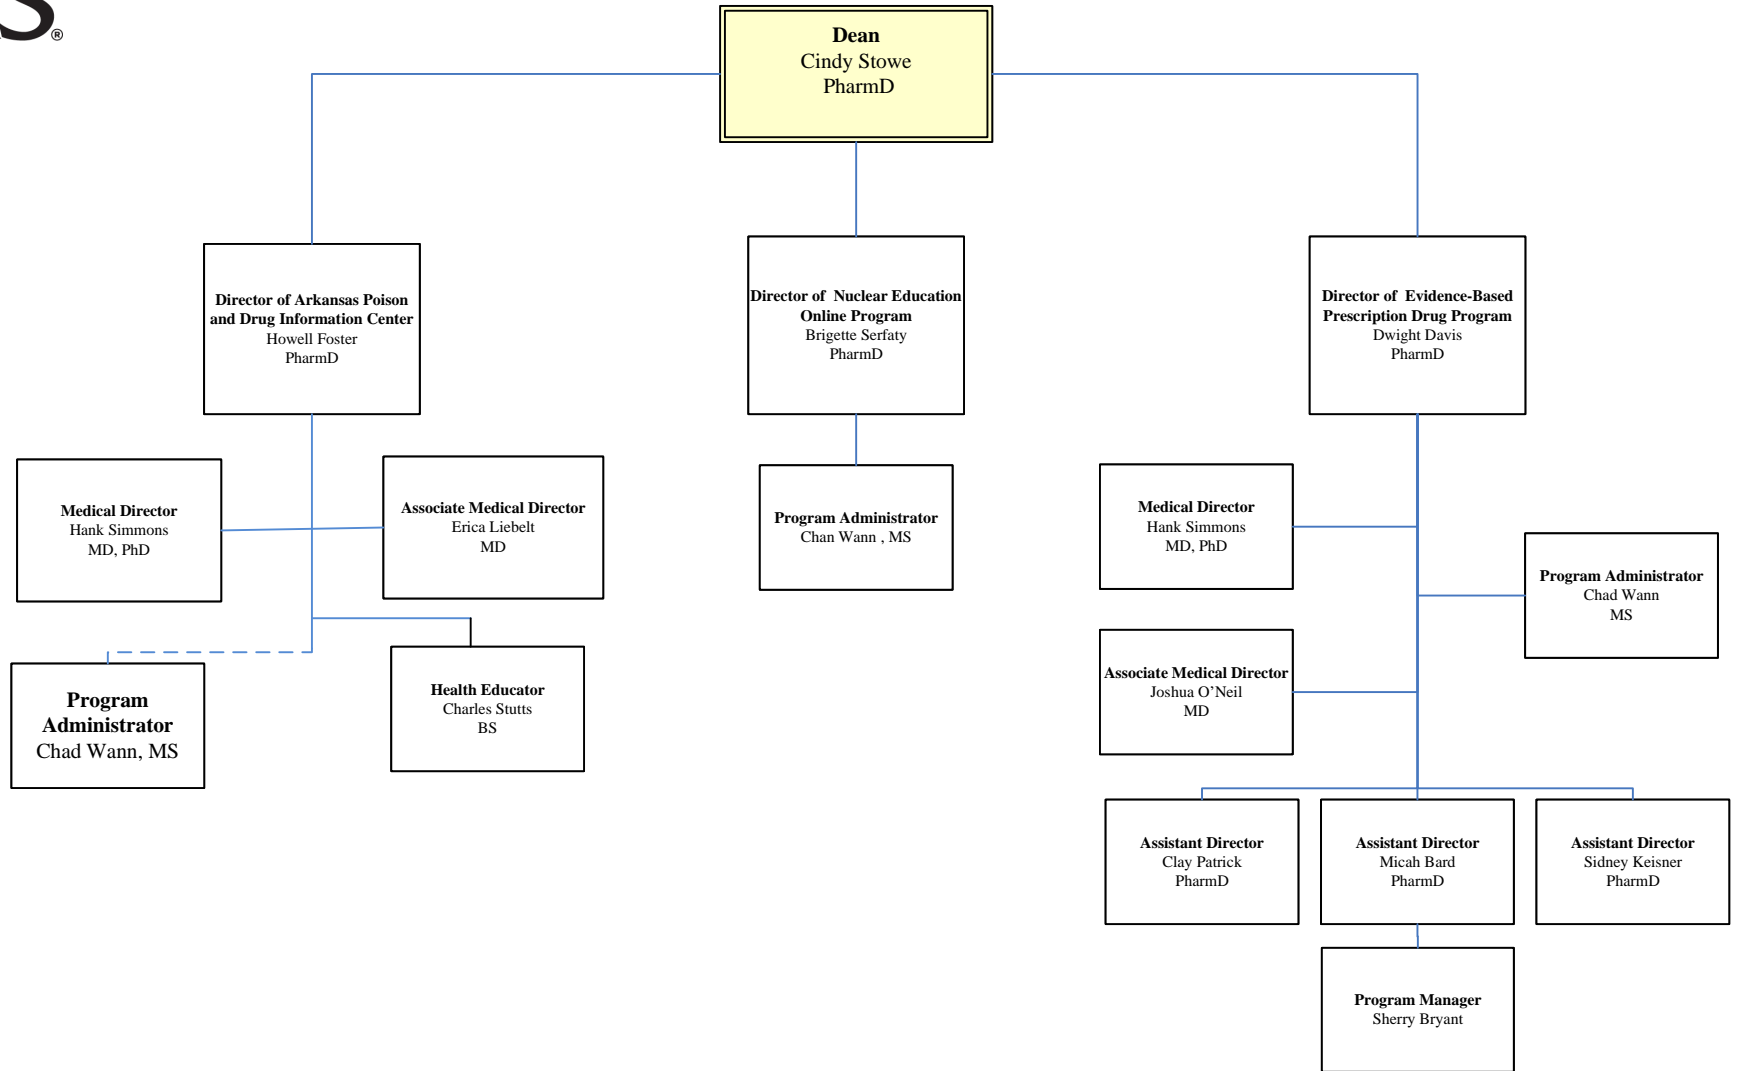 S®
Dean
Cindy Stowe
PharmD
Director of Arkansas Poison
and Drug Information Center
Howell Foster
PharmD
Director of Nuclear Education
Online Program
Brigette Serfaty
PharmD
Director of Evidence-Based
Prescription Drug Program
Dwight Davis
PharmD
Medical Director
Hank Simmons
MD, PhD
Associate Medical Director
Erica Liebelt
MD
Program
Administrator
Chad Wann, MS
Health Educator
Charles Stutts
BS
Program Administrator
Chan Wann , MS
Medical Director
Hank Simmons
MD, PhD
Program Administrator
Chad Wann
MS
Associate Medical Director
Joshua O’Neil
MD
Assistant Director
Clay Patrick
PharmD
Assistant Director
Micah Bard
PharmD
Assistant Director
Sidney Keisner
PharmD
Program Manager
Sherry Bryant